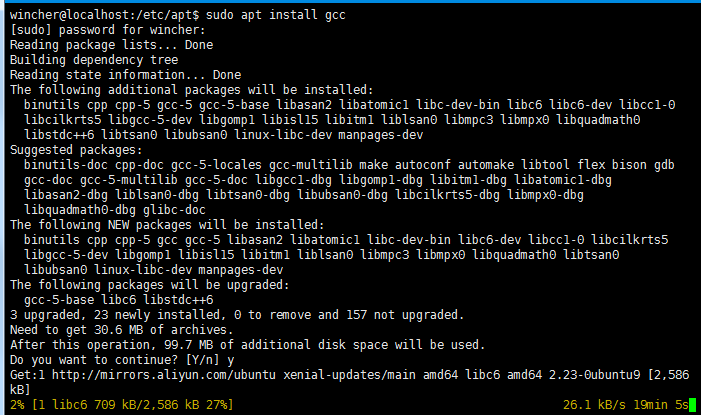 wincher@localhost:/etc/apt$ sudo apt install gcc
[sudo] password for wincher:
Reading package lists... Done
Building dependency tree
Reading state information... Done
The following additional packages will be installed:
  binutils cpp cpp-5 gcc-5 gcc-5-base libasan2 libatomic1 libc-dev-bin libc6 libc6-dev libcc1-0
  libcilkrts5 libgcc-5-dev libgomp1 libisl15 libitm1 liblsan0 libmpc3 libmpx0 libquadmath0
  libstdc++6 libtsan0 libubsan0 linux-libc-dev manpages-dev
Suggested packages:
  binutils-doc cpp-doc gcc-5-locales gcc-multilib make autoconf automake libtool flex bison gdb
  gcc-doc gcc-5-multilib gcc-5-doc libgcc1-dbg libgomp1-dbg libitm1-dbg libatomic1-dbg
  libasan2-dbg liblsan0-dbg libtsan0-dbg libubsan0-dbg libcilkrts5-dbg libmpx0-dbg
  libquadmath0-dbg glibc-doc
The following NEW packages will be installed:
  binutils cpp cpp-5 gcc gcc-5 libasan2 libatomic1 libc-dev-bin libc6-dev libcc1-0 libcilkrts5
  libgcc-5-dev libgomp1 libisl15 libitm1 liblsan0 libmpc3 libmpx0 libquadmath0 libtsan0
  libubsan0 linux-libc-dev manpages-dev
The following packages will be upgraded:
  gcc-5-base libc6 libstdc++6
3 upgraded, 23 newly installed, 0 to remove and 157 not upgraded.
Need to get 30.6 MB of archives.
After this operation, 99.7 MB of additional disk space will be used.
Do you want to continue? [Y/n] y
Get:1 http://mirrors.aliyun.com/ubuntu xenial-updates/main amd64 libc6 amd64 2.23-0ubuntu9 [2,586
kB]
2% [1 libc6 709 kB/2,586 kB 27%] 26.1 kB/s 19min 5s